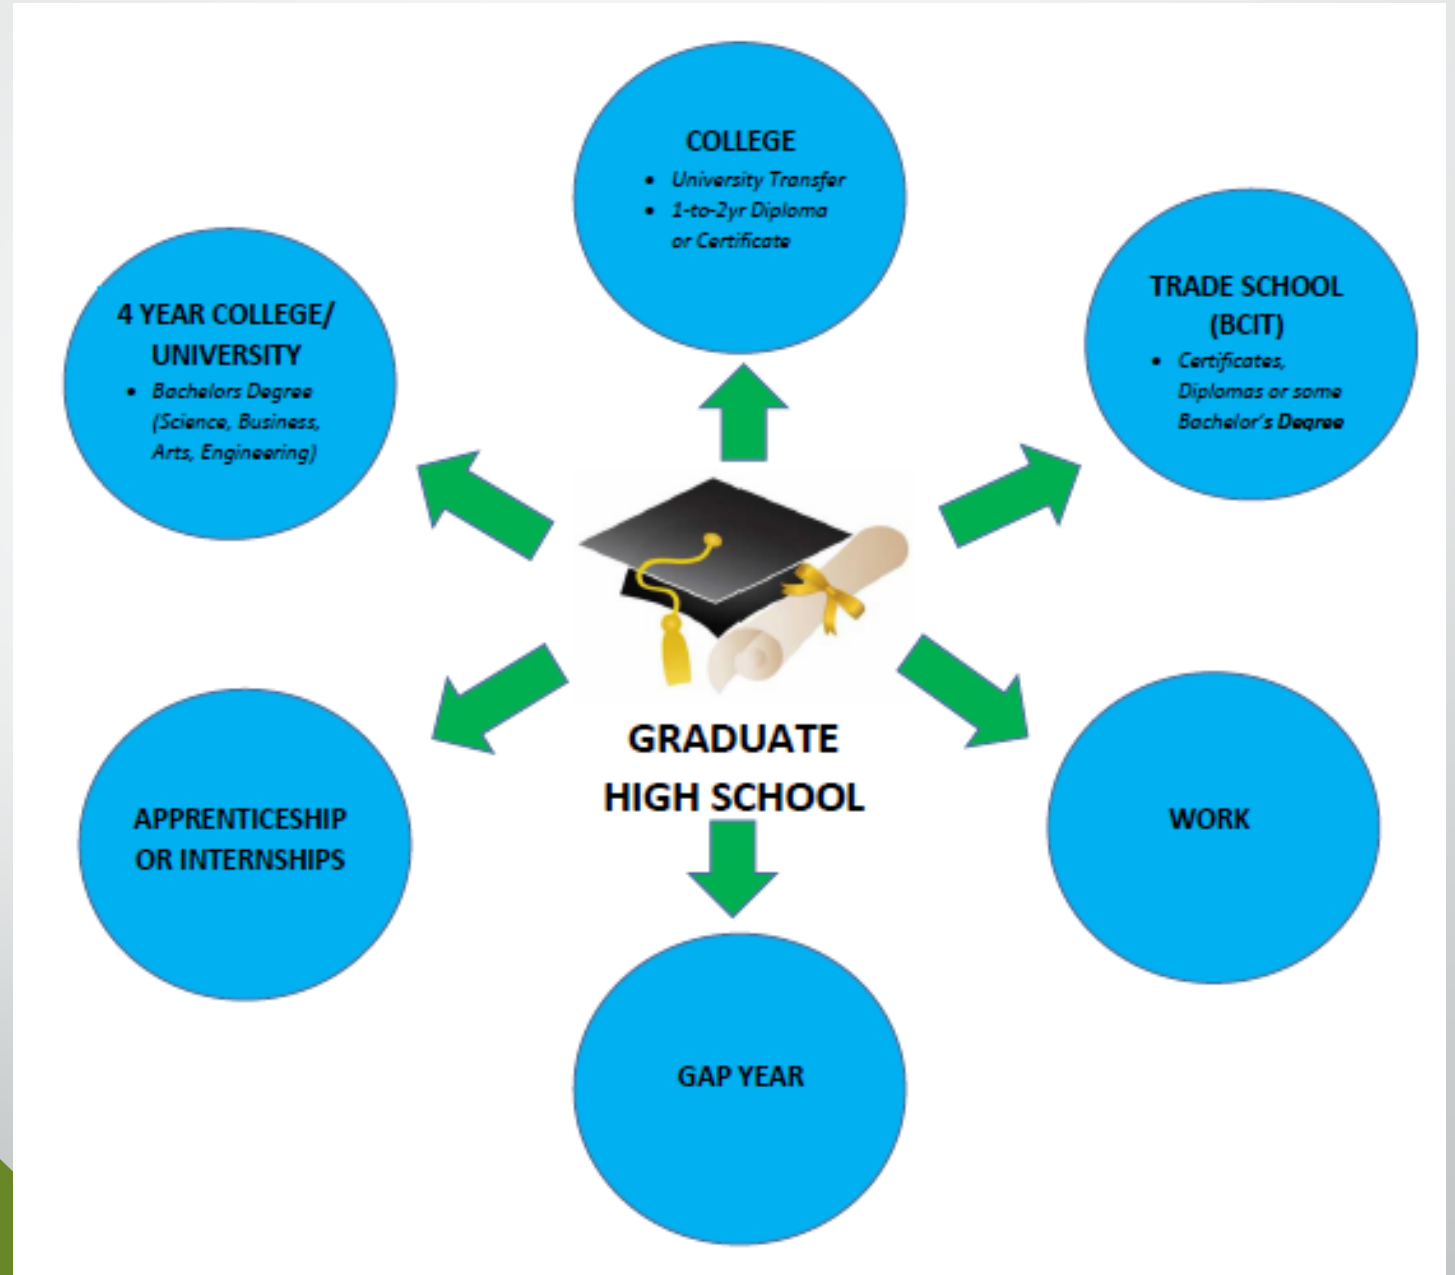 COLLEGE
• University Transfer
• 1-to-2yr Diploma
or Certificate
4 YEAR COLLEGE/
UNIVERSITY
• Bachelors Degree
(Science, Business,
Arts, Engineering)
TRADE SCHOOL
(BCIT)
• Certificates,
Diplomas or some
Bachelor's Degree
GRADUATE
HIGH SCHOOL
APPRENTICESHIP
OR INTERNSHIPS
WORK
GAP YEAR